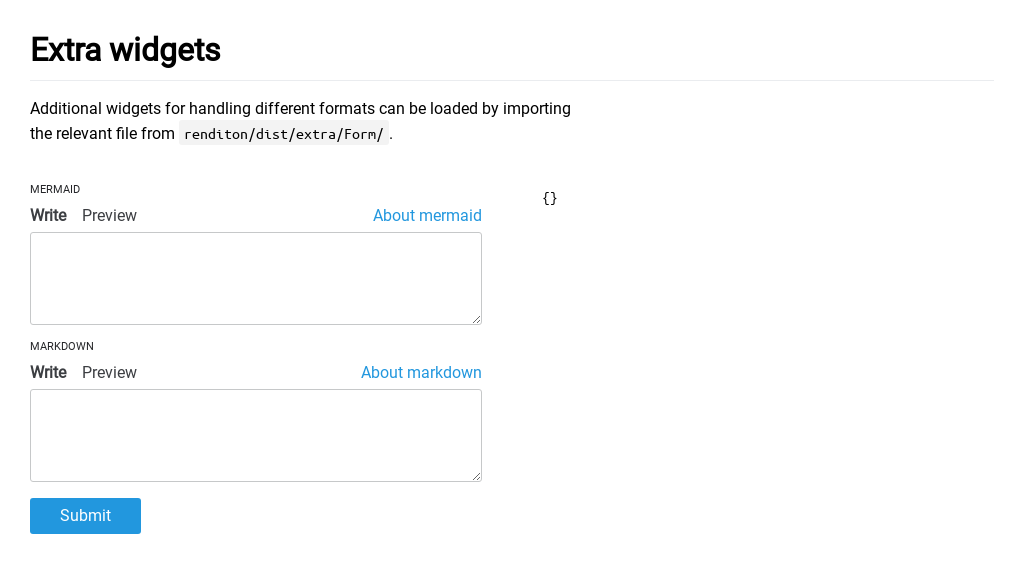 Extra widgets
Additional widgets for handling different formats can be loaded by importing
the relevant file from renditon/dist/extra/Form/.
MERMAID
Write Preview About mermaid
{}
MARKDOWN
Write Preview About markdown
Submit